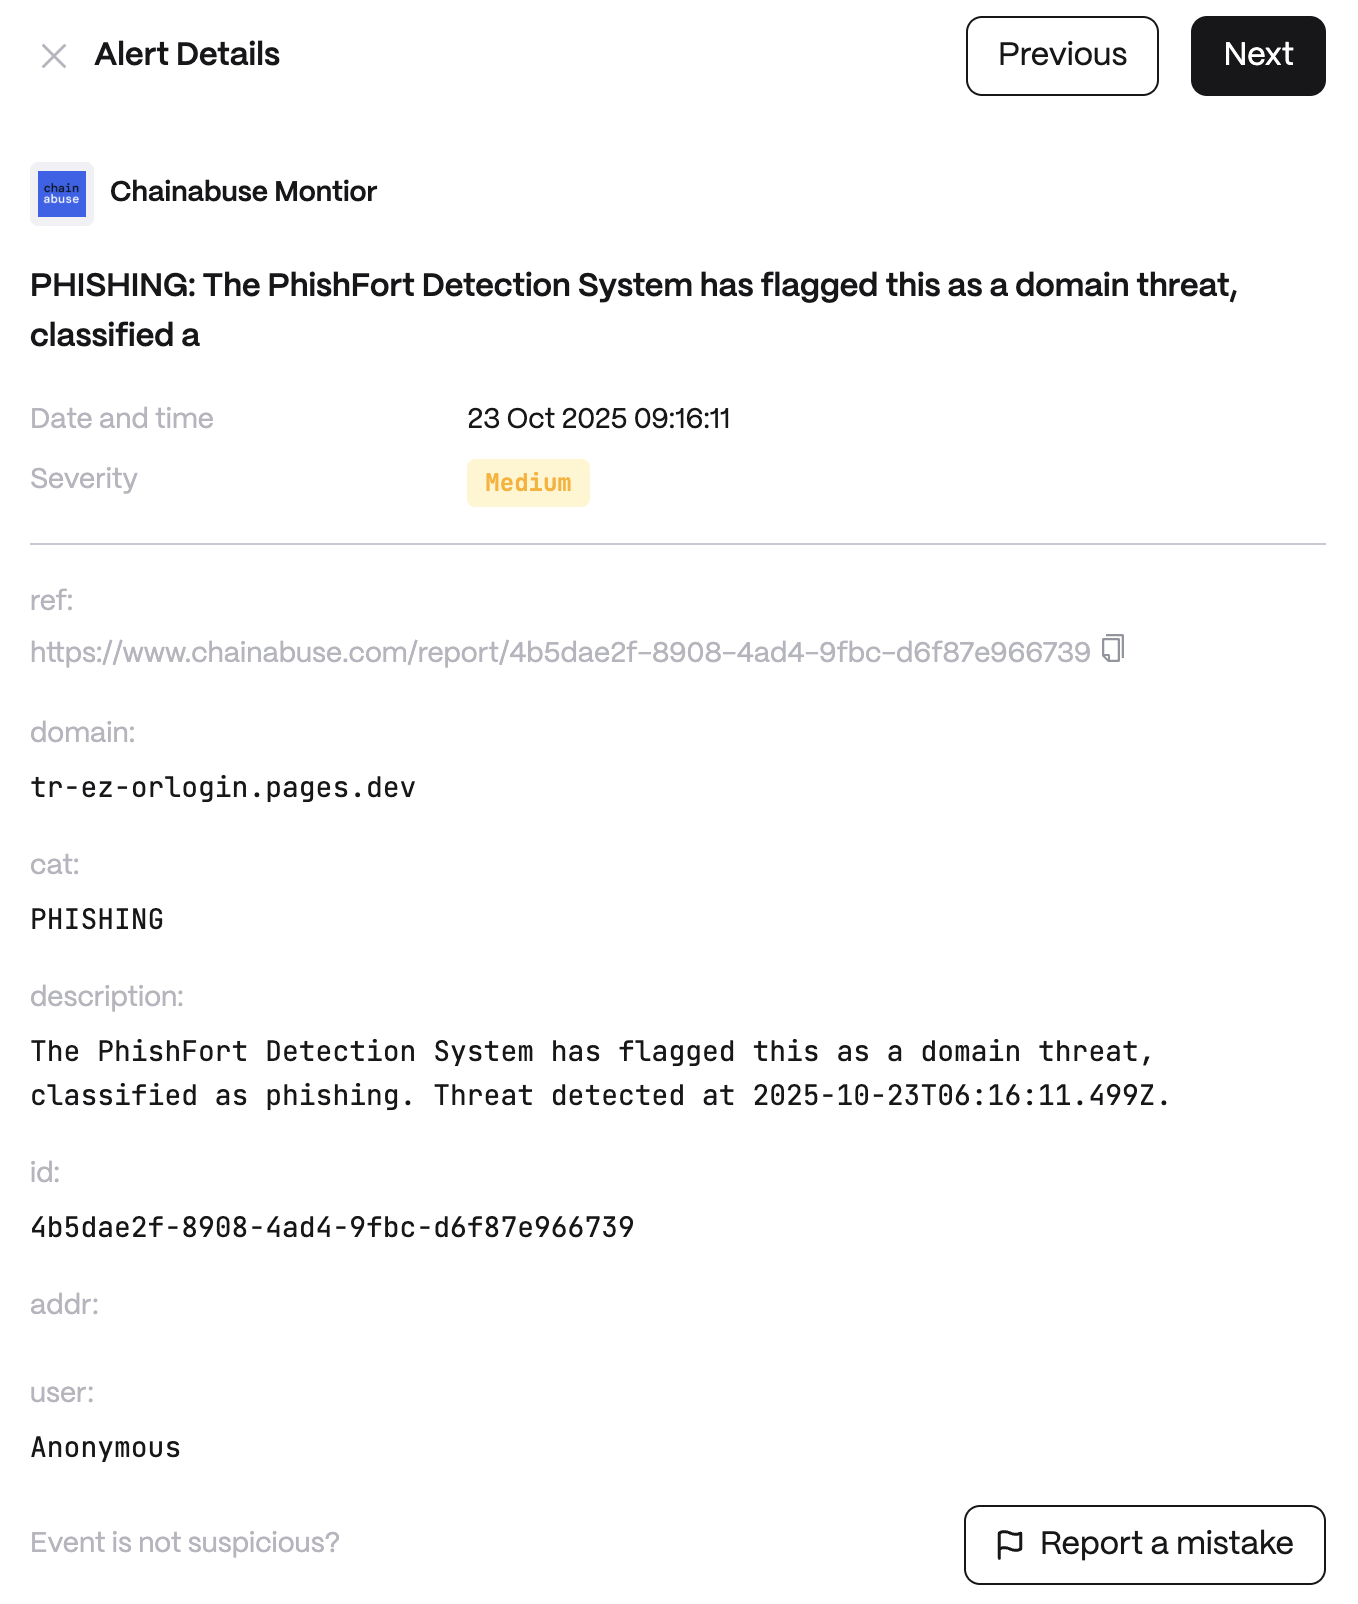 Alert Details
Previous
Next
chain
abuse
Chainabuse Montior
PHISHING: The PhishFort Detection System has flagged this as a domain threat,
classified a
Date and time
23 Oct 2025 09:16:11
Severity
Medium
ref:
https://www.chainabuse.com/report/4b5dae2f-8908-4ad4-9fbc-d6f87e966739
domain:
tr-ez-orlogin.pages.dev
cat:
PHISHING
description:
The PhishFort Detection System has flagged this as a domain threat,
classified as phishing. Threat detected at 2025-10-23T06:16:11.499Z.
id:
4b5dae2f-8908-4ad4-9fbc-d6f87e966739
addr:
user:
Anonymous
Event is not suspicious?
Report a mistake